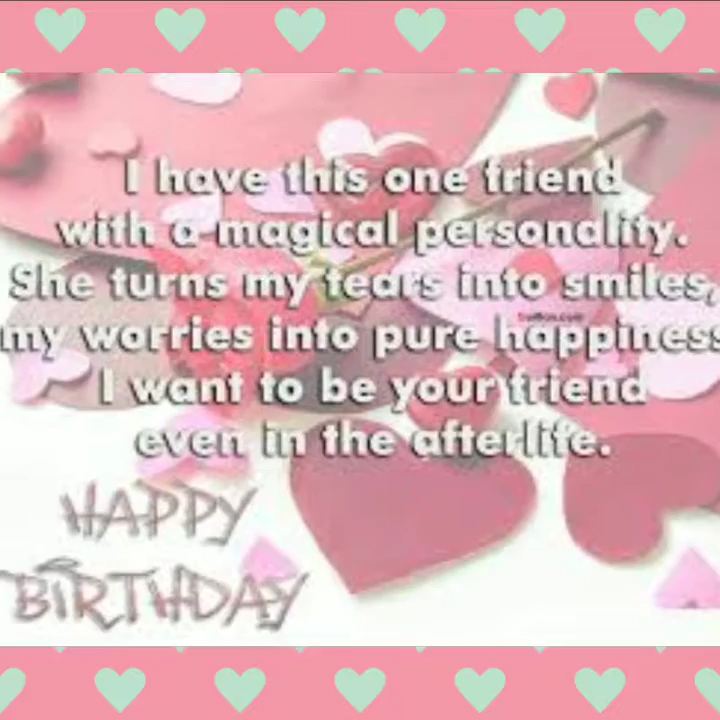 I have this one friend
with a magical personality.
She turns my tears into smiles,
my worries into pure happiness
I want to be your friend
even in the afterlife.
HAPPY
BIRTHDAY